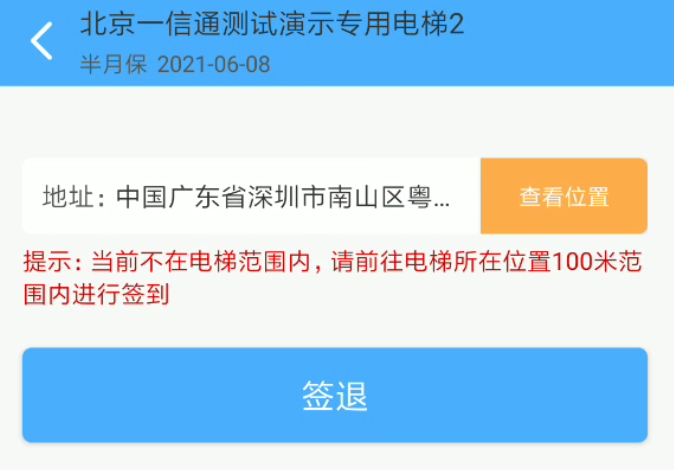 北京一信通测试演示专用电梯2
半月保 2021-06-08
地址：中国广东省深圳市南山区粤...
查看位置
提示：当前不在电梯范围内，请前往电梯所在位置100米范
围内进行签到
签退